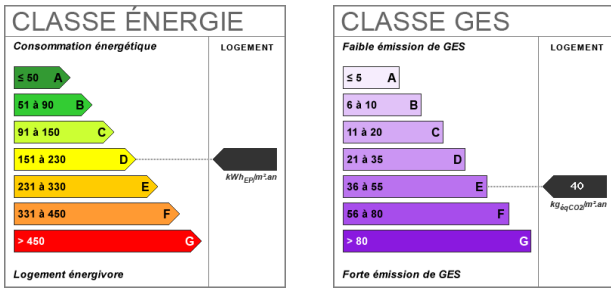 CLASSE ÉNERGIE
Consommation énergétique
LOGEMENT
≤ 50 A
51 à 90 B
91 à 150 C
151 à 230 D
kWhEP/m².an
231 à 330 E
331 à 450 F
> 450 G
Logement énergivore
CLASSE GES
Faible émission de GES
LOGEMENT
≤ 5 A
6 à 10 B
11 à 20 C
21 à 35 D
36 à 55 E
40
kgéqCO2/m².an
56 à 80 F
> 80 G
Forte émission de GES